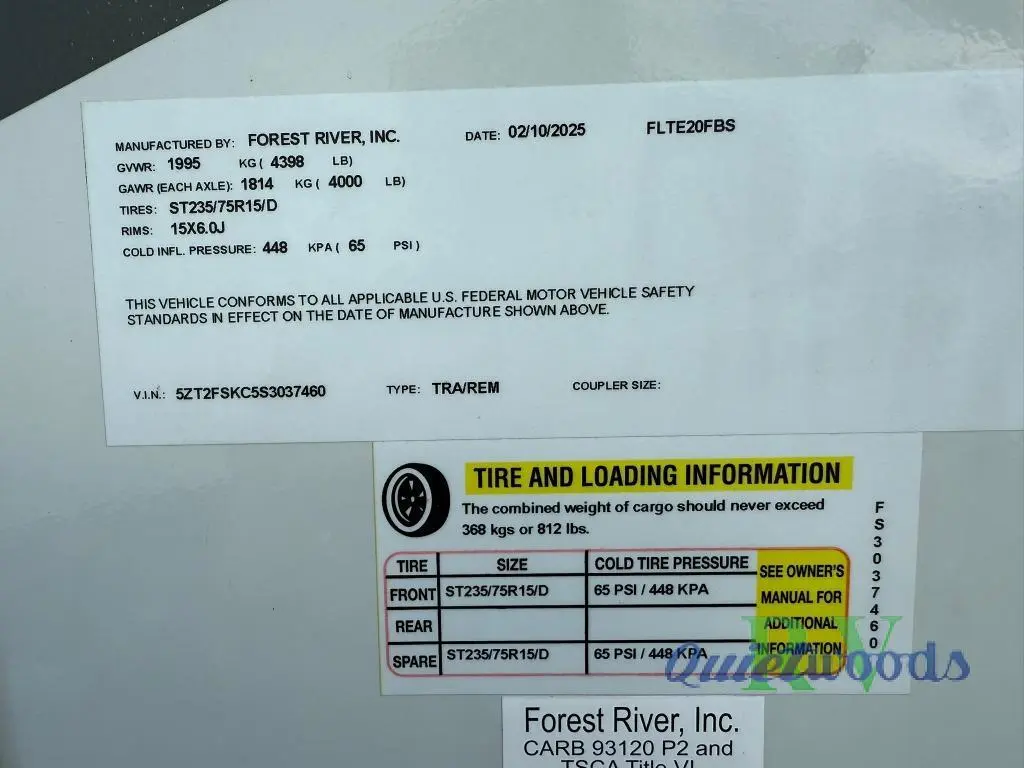 MANUFACTURED BY: FOREST RIVER, INC. DATE: 02/10/2025 FLTE20FBS
GVWR: 1995 KG ( 4398 LB)
GAWR (EACH AXLE): 1814 KG ( 4000 LB)
TIRES: ST235/75R15/D
RIMS: 15X6.0J
COLD INFL. PRESSURE: 448 KPA ( 65 PSI )
THIS VEHICLE CONFORMS TO ALL APPLICABLE U.S. FEDERAL MOTOR VEHICLE SAFETY
STANDARDS IN EFFECT ON THE DATE OF MANUFACTURE SHOWN ABOVE.
V.I.N.: 5ZT2FSKC5S3037460 TYPE: TRA/REM COUPLER SIZE:
TIRE AND LOADING INFORMATION
The combined weight of cargo should never exceed
368 kgs or 812 lbs.
TIRE SIZE COLD TIRE PRESSURE SEE OWNER'S
FRONT ST235/75R15/D 65 PSI / 448 KPA MANUAL FOR
REAR ADDITIONAL
SPARE ST235/75R15/D 65 PSI / 448 KPA INFORMATION
FS3037460
Quietwoods RV
Forest River, Inc.
CARB 93120 P2 and
TSCA Title VI